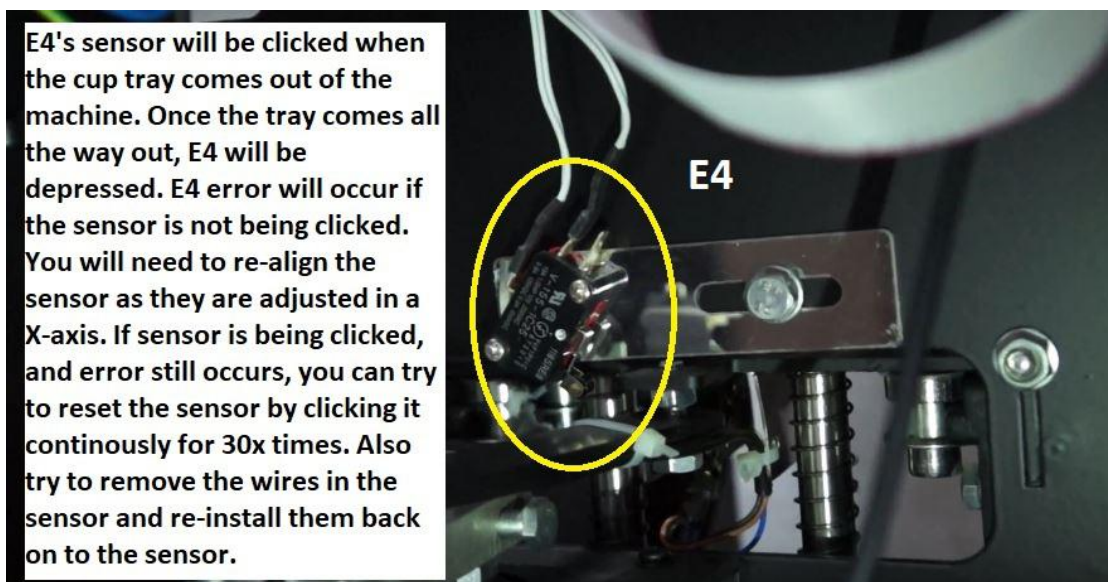 E4's sensor will be clicked when
the cup tray comes out of the
machine. Once the tray comes all
the way out, E4 will be
depressed. E4 error will occur if
the sensor is not being clicked.
You will need to re-align the
sensor as they are adjusted in a
X-axis. If sensor is being clicked,
and error still occurs, you can try
to reset the sensor by clicking it
continously for 30x times. Also
try to remove the wires in the
sensor and re-install them back
on to the sensor.
E4
V-155-1C25